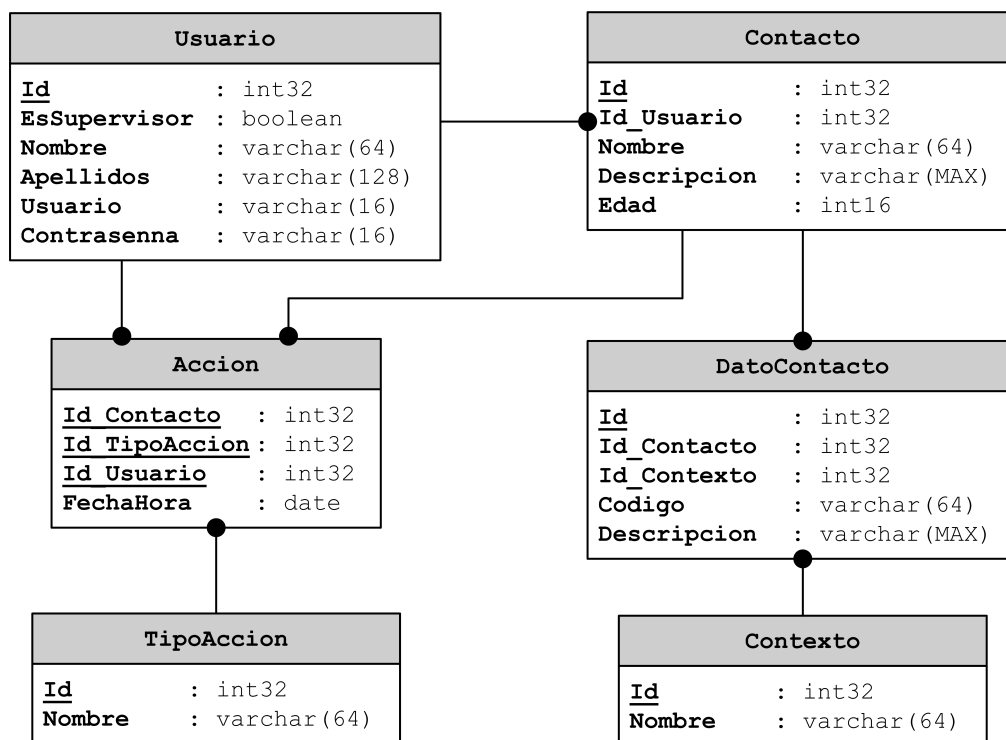 Usuario
Id : int32
EsSupervisor : boolean
Nombre : varchar(64)
Apellidos : varchar(128)
Usuario : varchar(16)
Contrasenna : varchar(16)
Contacto
Id : int32
Id_Usuario : int32
Nombre : varchar(64)
Descripcion : varchar(MAX)
Edad : int16
Accion
Id_Contacto : int32
Id_TipoAccion : int32
Id_Usuario : int32
FechaHora : date
DatoContacto
Id : int32
Id_Contacto : int32
Id_Contexto : int32
Codigo : varchar(64)
Descripcion : varchar(MAX)
TipoAccion
Id : int32
Nombre : varchar(64)
Contexto
Id : int32
Nombre : varchar(64)